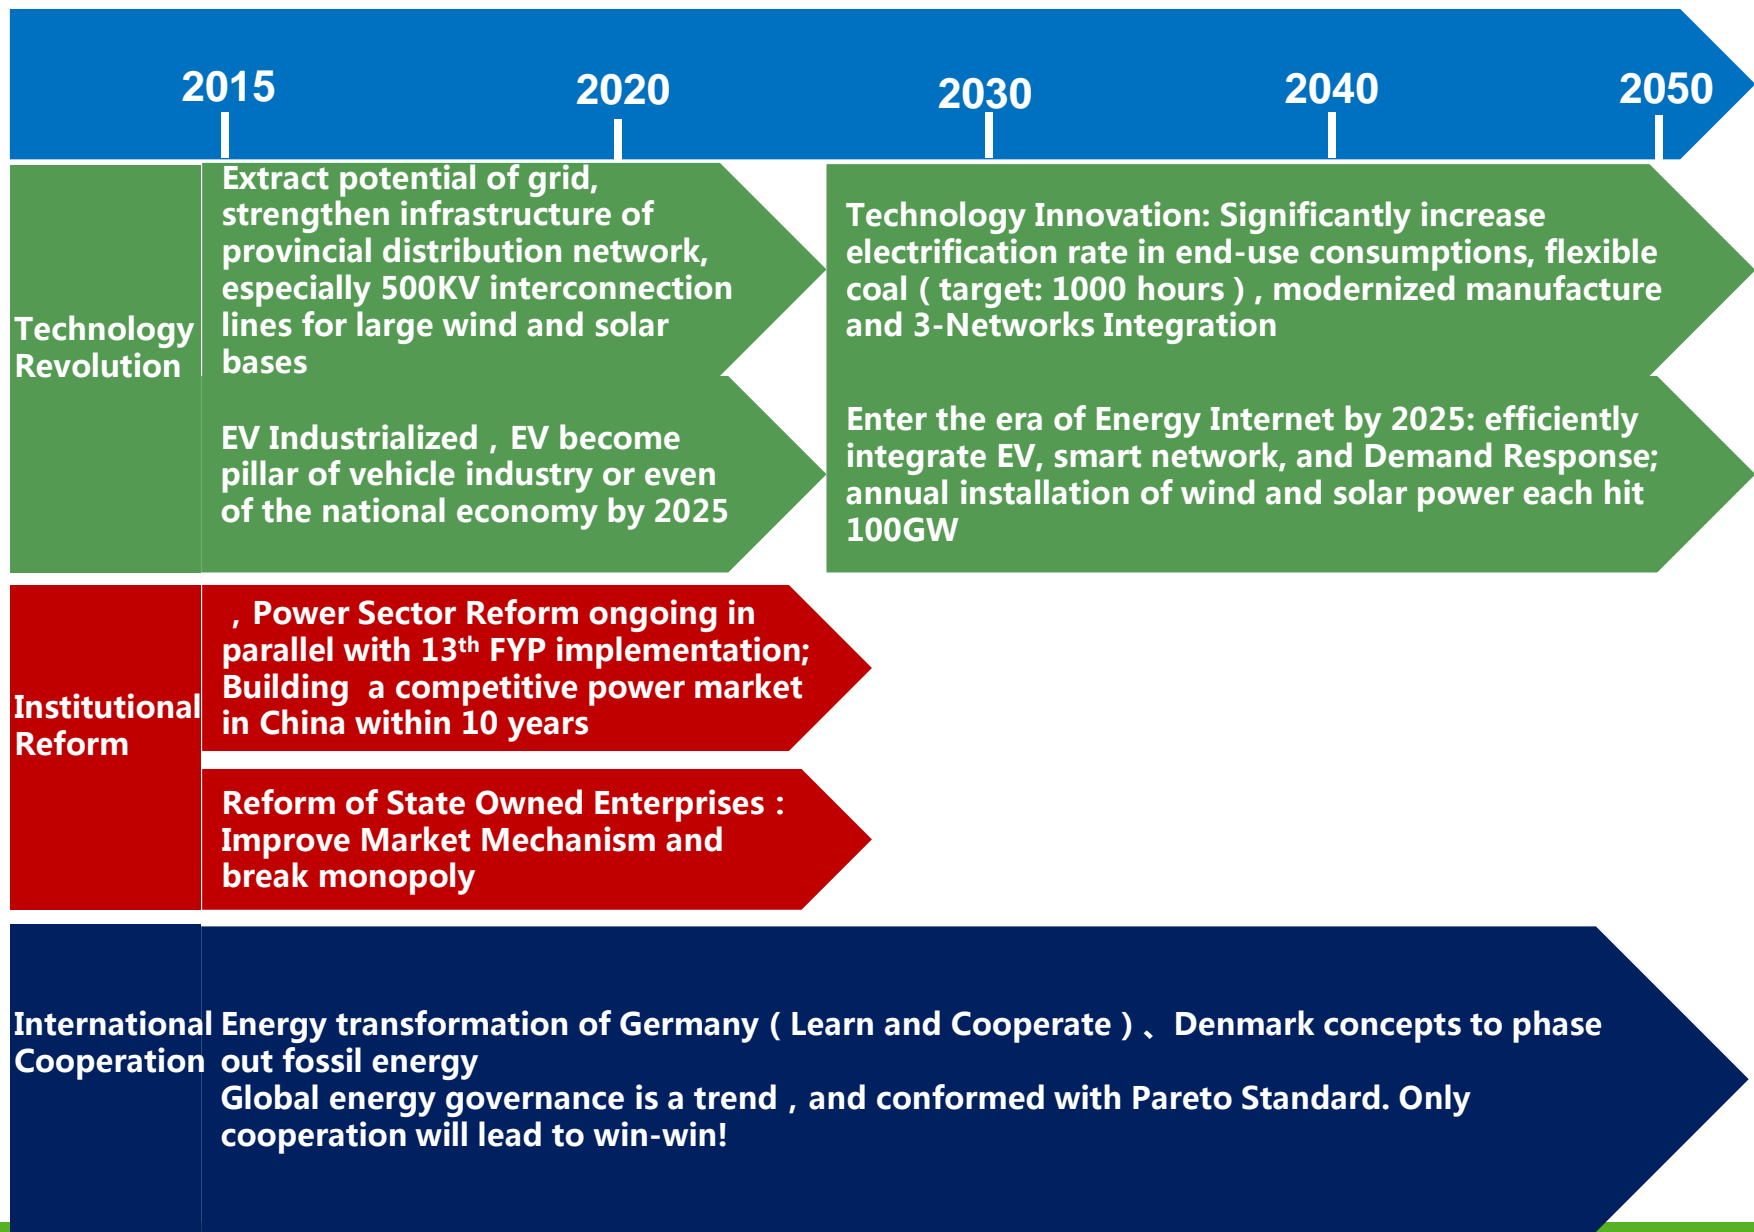 2015
2020
2030
2040
2050
Technology
Revolution
Extract potential of grid,
strengthen infrastructure of
provincial distribution network,
especially 500KV interconnection
lines for large wind and solar
bases
Technology Innovation: Significantly increase
electrification rate in end-use consumptions, flexible
coal（target: 1000 hours）, modernized manufacture
and 3-Networks Integration
EV Industrialized，EV become
pillar of vehicle industry or even
of the national economy by 2025
Enter the era of Energy Internet by 2025: efficiently
integrate EV, smart network, and Demand Response;
annual installation of wind and solar power each hit
100GW
Institutional
Reform
，Power Sector Reform ongoing in
parallel with 13th FYP implementation;
Building  a competitive power market
in China within 10 years
Reform of State Owned Enterprises：
Improve Market Mechanism and
break monopoly
International
Cooperation
Energy transformation of Germany（Learn and Cooperate）、Denmark concepts to phase
out fossil energy
Global energy governance is a trend，and conformed with Pareto Standard. Only
cooperation will lead to win-win!